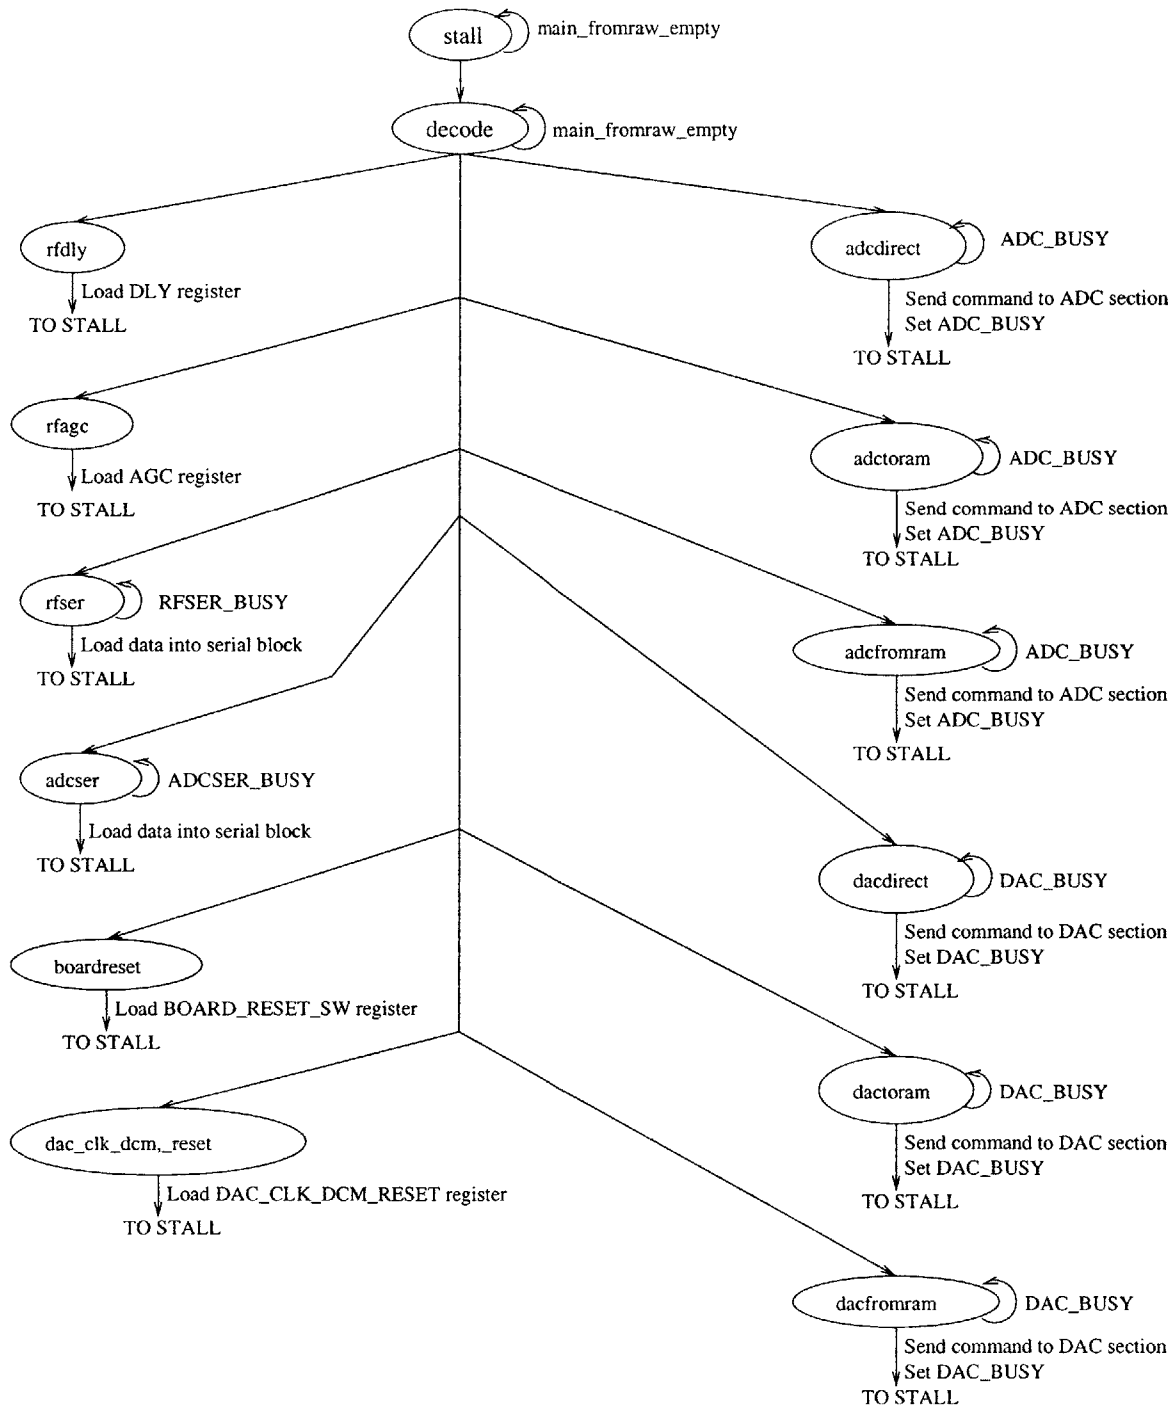 stall
main_fromraw_empty
decode
main_fromraw_empty
rfdly
Load DLY register
TO STALL
adcdirect
ADC_BUSY
Send command to ADC section
Set ADC_BUSY
TO STALL
rfagc
Load AGC register
TO STALL
adctoram
ADC_BUSY
Send command to ADC section
Set ADC_BUSY
TO STALL
rfser
RFSER_BUSY
Load data into serial block
TO STALL
adcfromram
ADC_BUSY
Send command to ADC section
Set ADC_BUSY
TO STALL
adcser
ADCSER_BUSY
Load data into serial block
TO STALL
dacdirect
DAC_BUSY
Send command to DAC section
Set DAC_BUSY
TO STALL
boardreset
Load BOARD_RESET_SW register
TO STALL
dactoram
DAC_BUSY
Send command to DAC section
Set DAC_BUSY
TO STALL
dac_clk_dcm,_reset
Load DAC_CLK_DCM_RESET register
TO STALL
dacfromram
DAC_BUSY
Send command to DAC section
Set DAC_BUSY
TO STALL